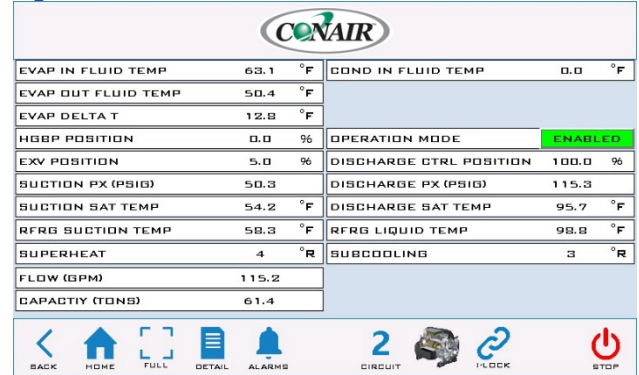 CONAIR
EVAP IN FLUID TEMP 63.1 °F COND IN FLUID TEMP 0.0 °F
EVAP OUT FLUID TEMP 50.4 °F
EVAP DELTA T 12.8 °F
HGBP POSITION 0.0 % OPERATION MODE ENABLED
EXV POSITION 5.0 % DISCHARGE CTRL POSITION 100.0 %
SUCTION PX (PSIG) 50.3 DISCHARGE PX (PSIG) 115.3
SUCTION SAT TEMP 54.2 °F DISCHARGE SAT TEMP 95.7 °F
RFRG SUCTION TEMP 58.3 °F RFRG LIQUID TEMP 98.8 °F
SUPERHEAT 4 °R SUBCOOLING 3 °R
FLOW (GPM) 115.2
CAPACTIY (TONS) 61.4
BACK HOME FULL DETAIL ALARMS 2 CIRCUIT I-LOCK STOP